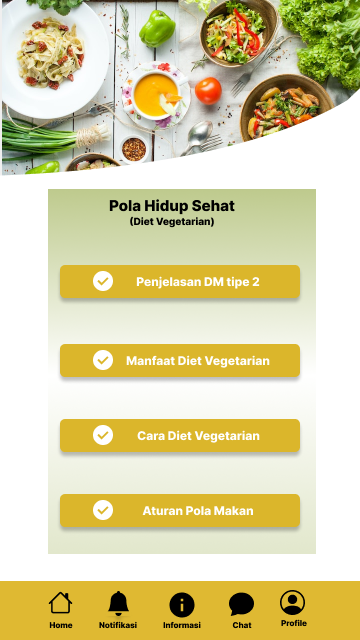 Pola Hidup Sehat
(Diet Vegetarian)
Penjelasan DM tipe 2
Manfaat Diet Vegetarian
Cara Diet Vegetarian
Aturan Pola Makan
Home Notifikasi Informasi Chat Profile